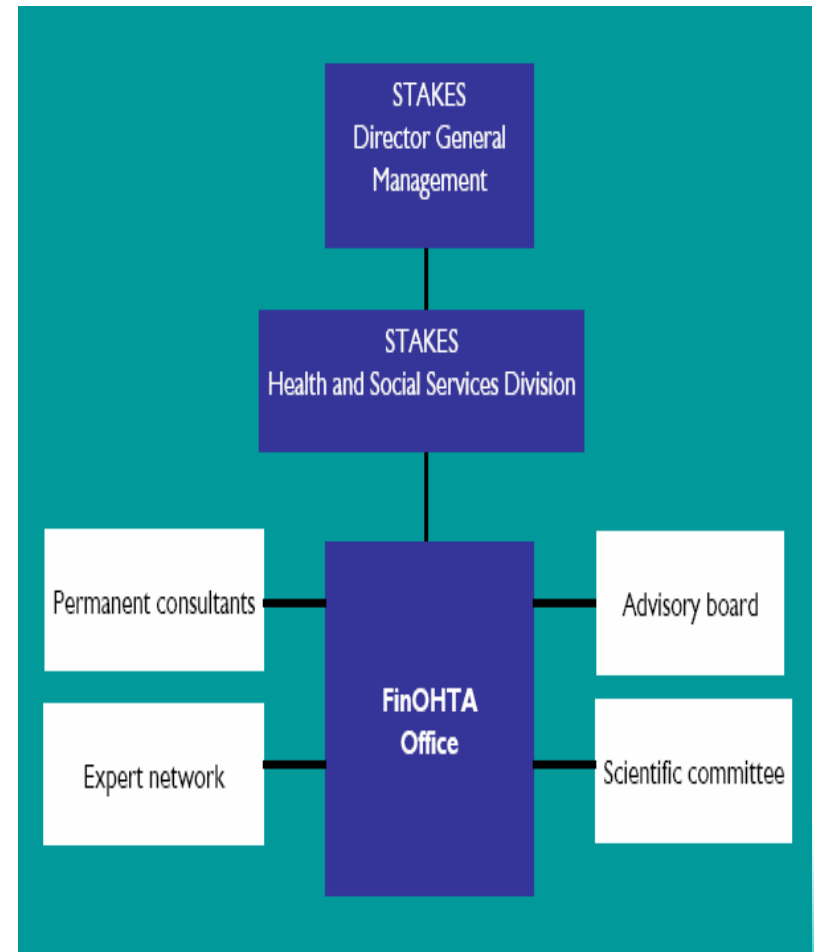 STAKES
Director General
Management
STAKES
Health and Social Services Division
Permanent consultants
Advisory board
FinOHTA
Office
Expert network
Scientific committee